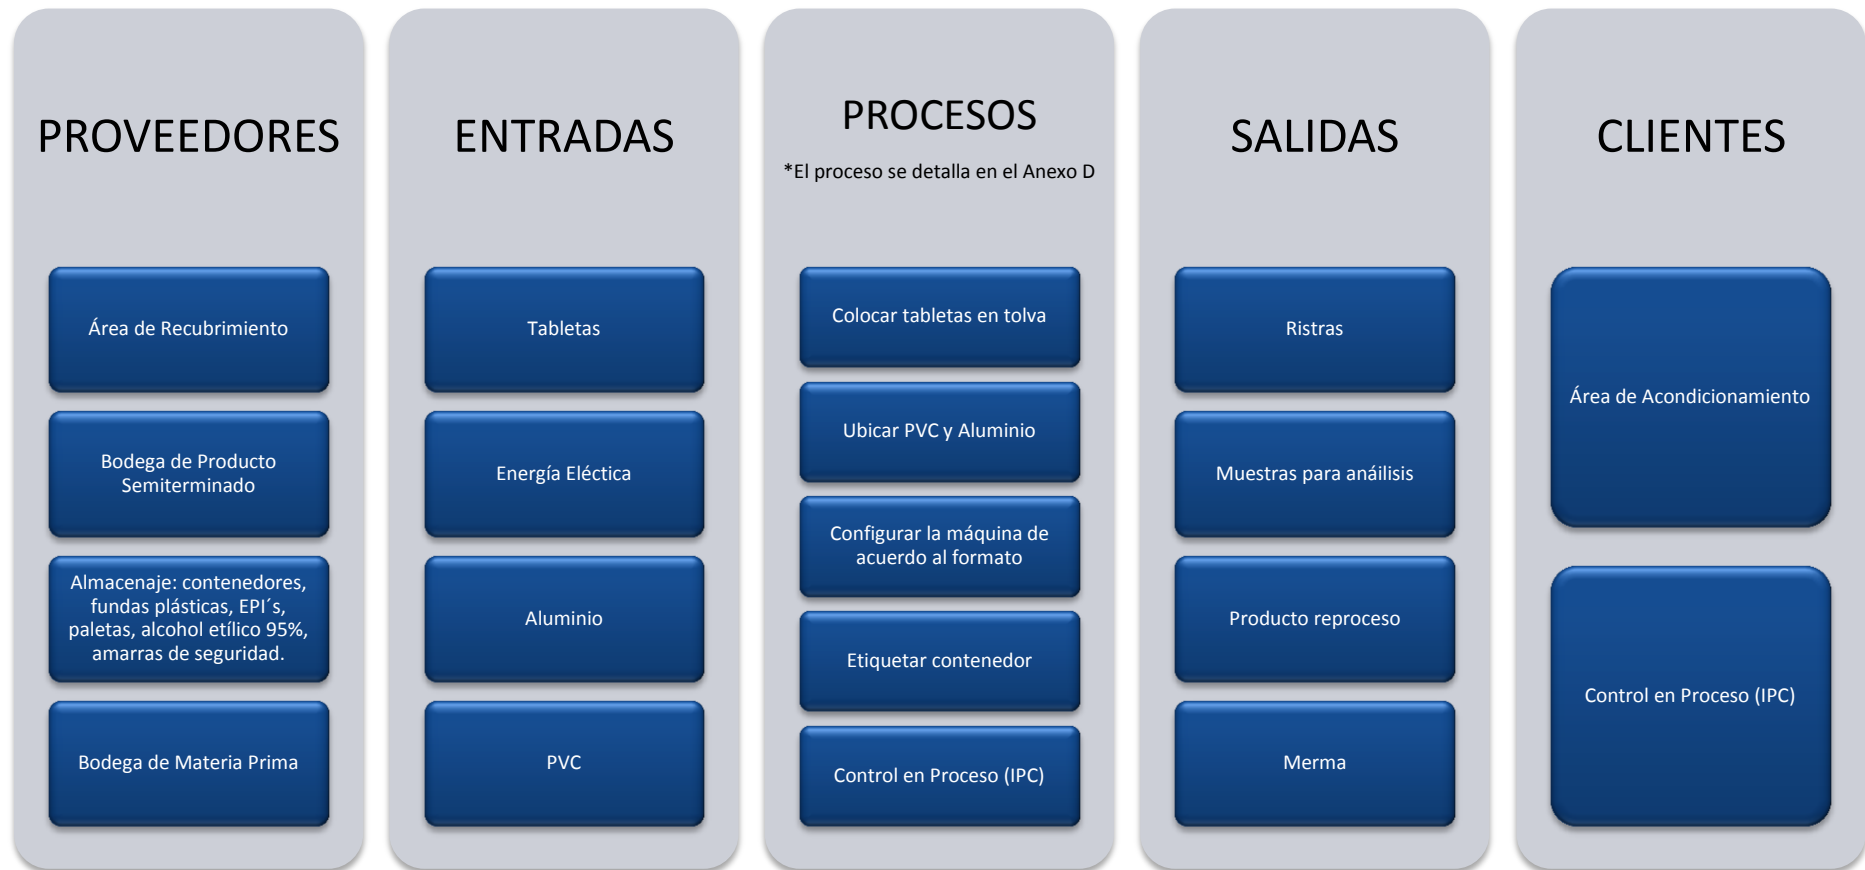 PROVEEDORES
Área de Recubrimiento
Bodega de Producto
Semiterminado
Almacenaje: contenedores,
fundas plásticas, EPI´s,
paletas, alcohol etílico 95%,
amarras de seguridad.
Bodega de Materia Prima
ENTRADAS
Tabletas
Energía Eléctica
Aluminio
PVC
PROCESOS
*El proceso se detalla en el Anexo D
Colocar tabletas en tolva
Ubicar PVC y Aluminio
Configurar la máquina de
acuerdo al formato
Etiquetar contenedor
Control en Proceso (IPC)
SALIDAS
Ristras
Muestras para análisis
Producto reproceso
Merma
CLIENTES
Área de Acondicionamiento
Control en Proceso (IPC)